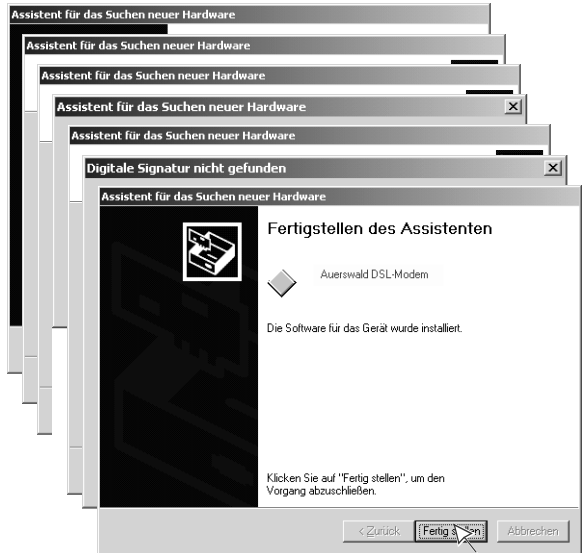 Assistent für das Suchen neuer Hardware
Assistent für das Suchen neuer Hardware
Assistent für das Suchen neuer Hardware
Assistent für das Suchen neuer Hardware
Assistent für das Suchen neuer Hardware
Digitale Signatur nicht gefunden
Assistent für das Suchen neuer Hardware
Fertigstellen des Assistenten
Auerswald DSL-Modem
Die Software für das Gerät wurde installiert.
Klicken Sie auf "Fertig stellen", um den
Vorgang abzuschließen.
< Zurück Fertig stellen Abbrechen